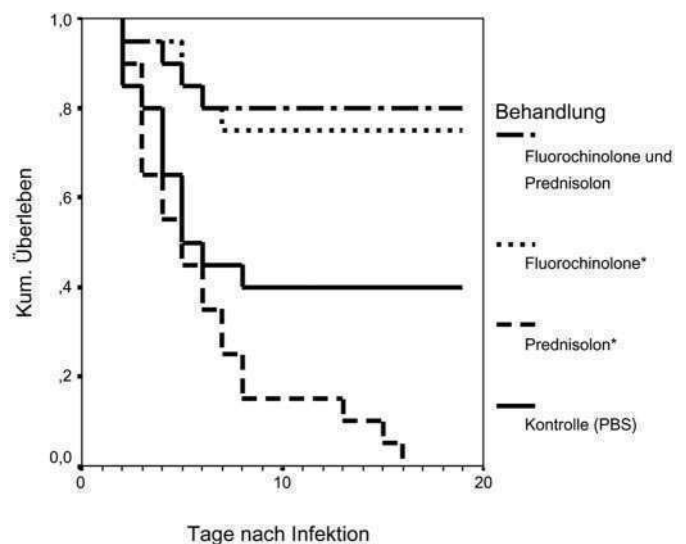 1,0
,8
,6
,4
,2
0,0
0
10
20
Kum. Überleben
Tage nach Infektion
Behandlung
Fluorochinolone und
Prednisolon
Fluorochinolone*
Prednisolon*
Kontrolle (PBS)